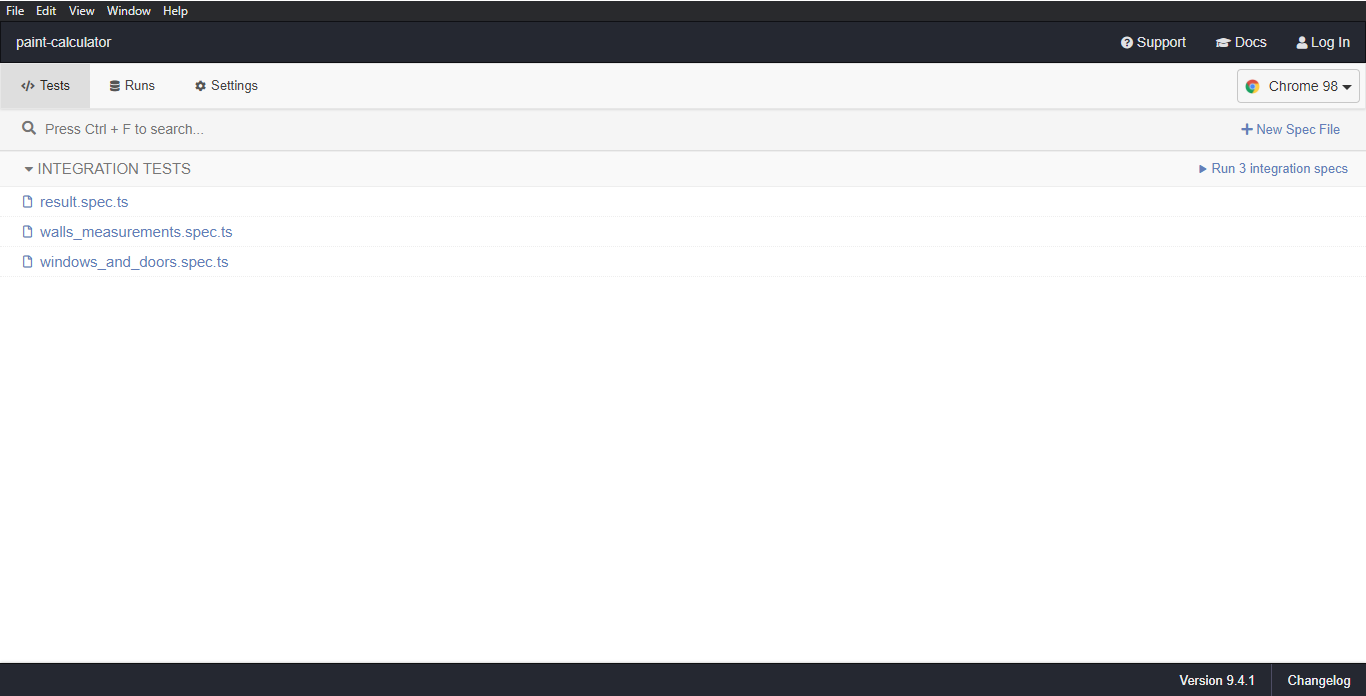 File Edit View Window Help
paint-calculator Support Docs Log In
Tests Runs Settings Chrome 98
Press Ctrl + F to search... New Spec File
INTEGRATION TESTS Run 3 integration specs
result.spec.ts
walls_measurements.spec.ts
windows_and_doors.spec.ts
Version 9.4.1 Changelog